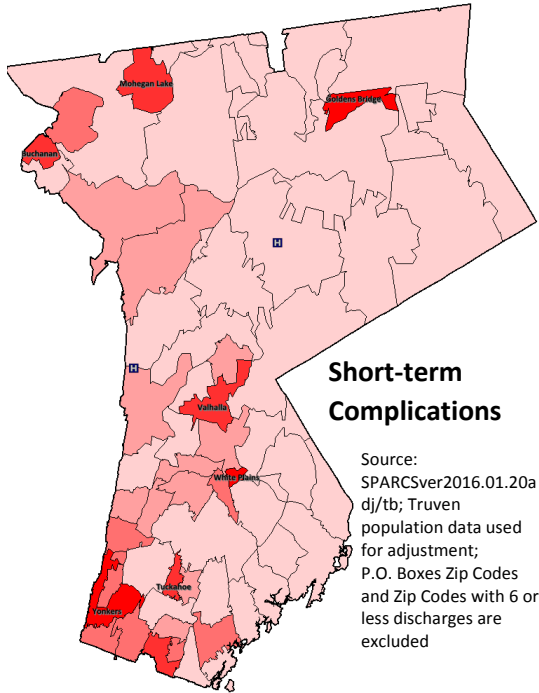 Mohegan Lake
Goldens Bridge
Buchanan
H
H
Short-term
Complications
Valhalla
Source:
SPARCSver2016.01.20a
dj/tb; Truven
population data used
for adjustment;
P.O. Boxes Zip Codes
and Zip Codes with 6 or
less discharges are
excluded
White Plains
Tuckahoe
Yonkers